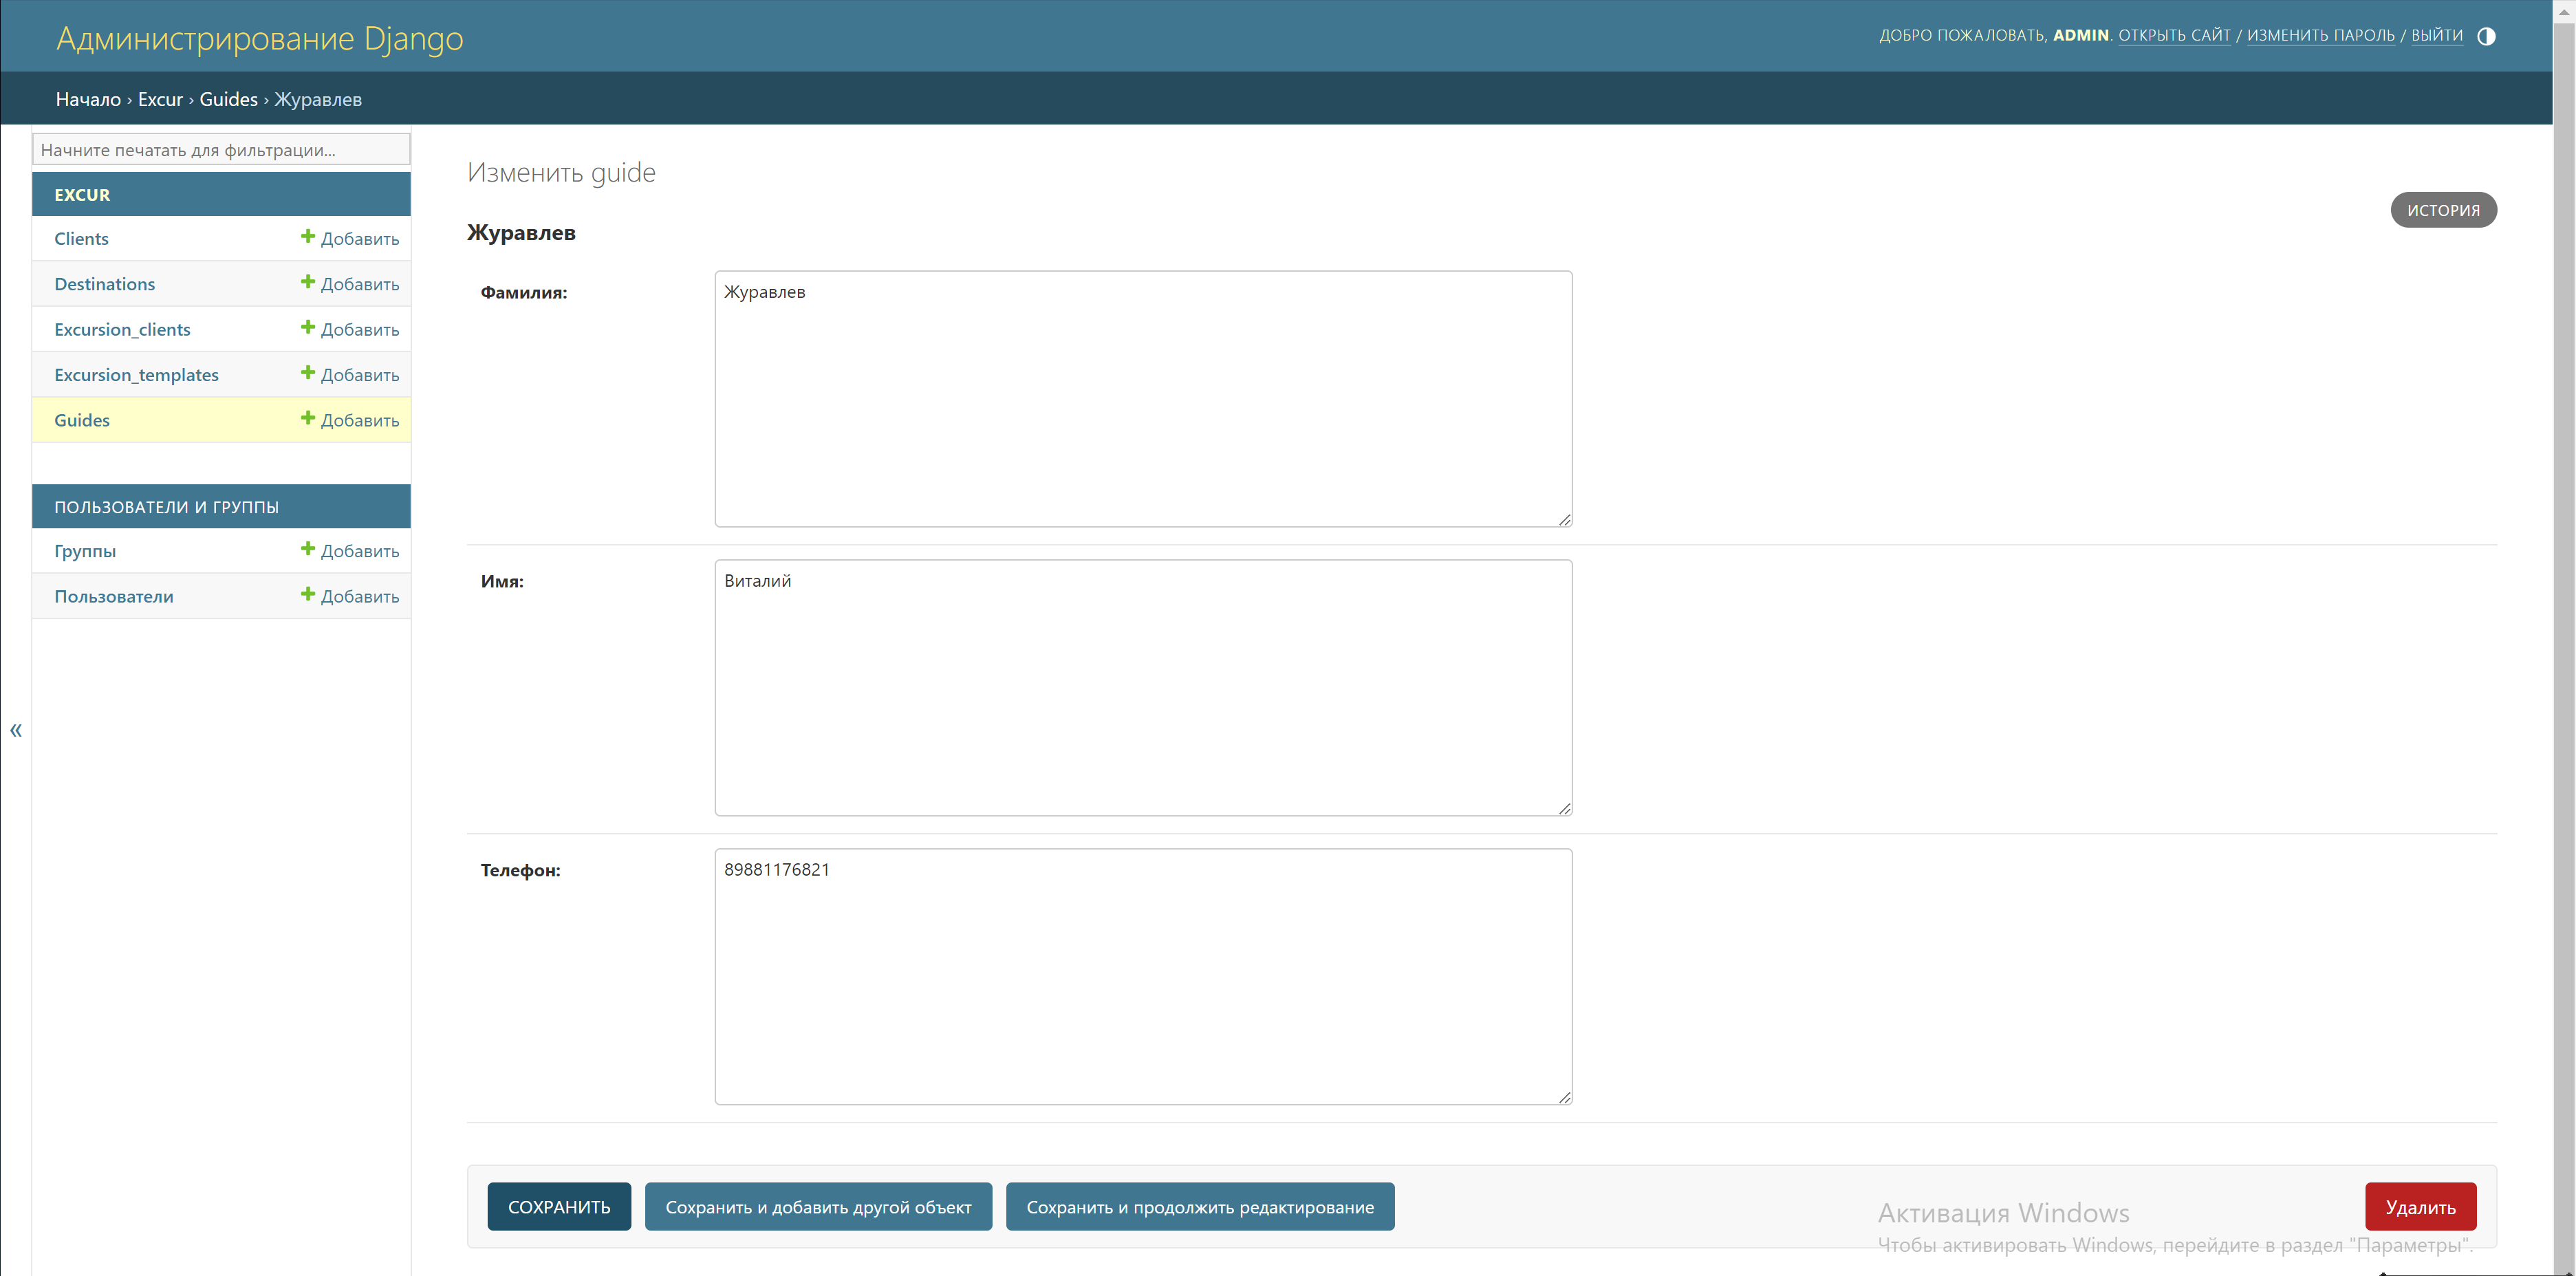 Администрирование Django
ДОБРО ПОЖАЛОВАТЬ, ADMIN. ОТКРЫТЬ САЙТ / ИЗМЕНИТЬ ПАРОЛЬ / ВЫЙТИ
Начало › Excur › Guides › Журавлев
Начните печатать для фильтрации...
EXCUR
Clients Добавить
Destinations Добавить
Excursion_clients Добавить
Excursion_templates Добавить
Guides Добавить
ПОЛЬЗОВАТЕЛИ И ГРУППЫ
Группы Добавить
Пользователи Добавить
«
Изменить guide
ИСТОРИЯ
Журавлев
Фамилия: Журавлев
Имя: Виталий
Телефон: 89881176821
СОХРАНИТЬ Сохранить и добавить другой объект Сохранить и продолжить редактирование Удалить
Активация Windows
Чтобы активировать Windows, перейдите в раздел "Параметры".